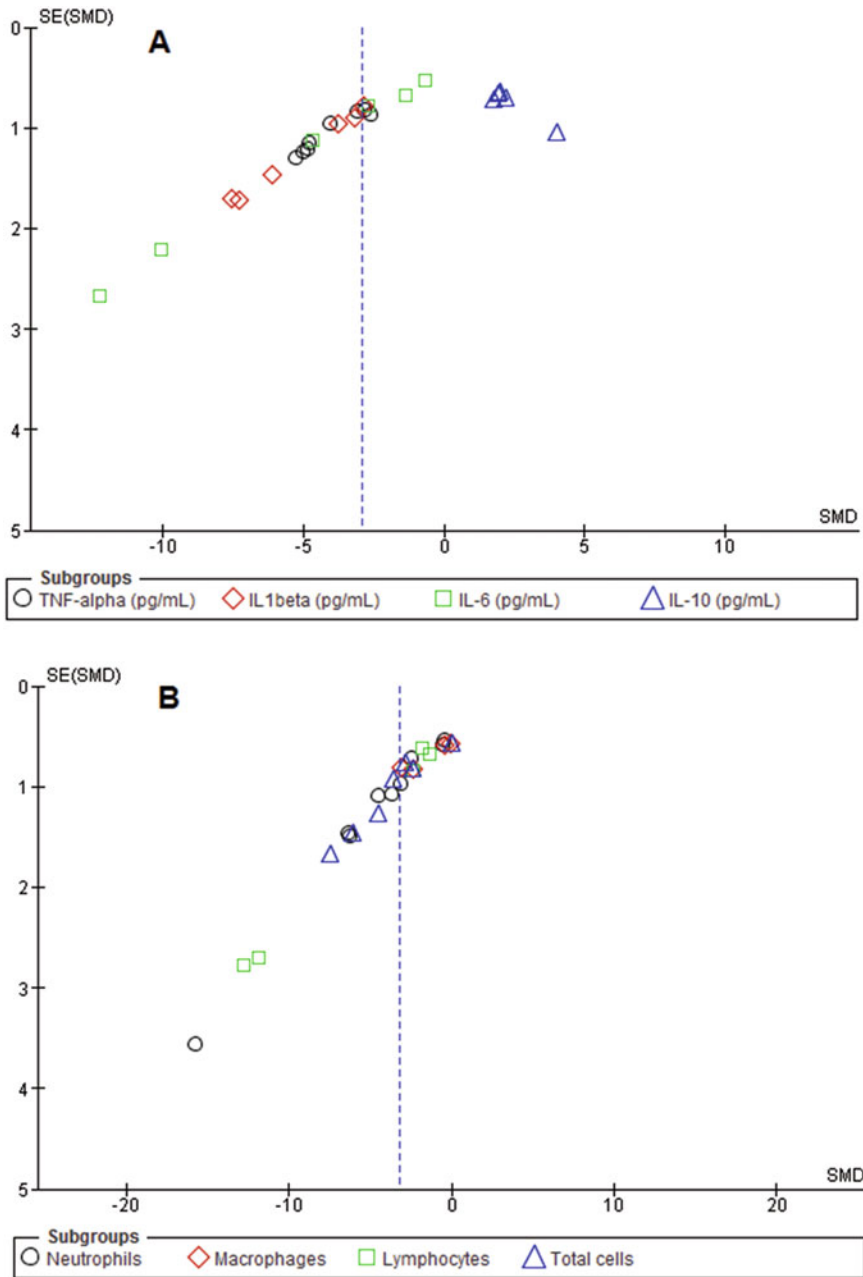 SE(SMD)
A
0
1
2
3
4
5
-10 -5 0 5 10
SMD
Subgroups
TNF-alpha (pg/mL) IL1beta (pg/mL) IL-6 (pg/mL) IL-10 (pg/mL)
SE(SMD)
B
0
1
2
3
4
5
-20 -10 0 10 20
SMD
Subgroups
Neutrophils Macrophages Lymphocytes Total cells